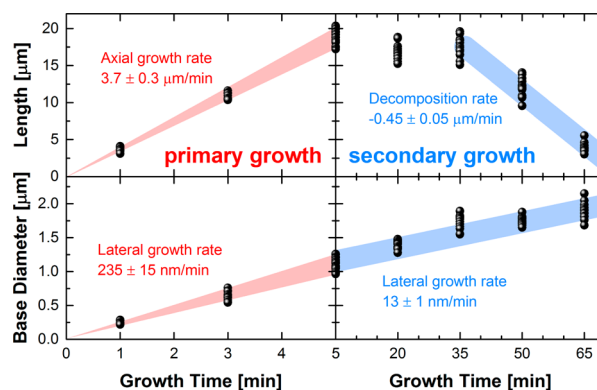 Length [μm]
20
15
10
5
0
Axial growth rate
3.7 ± 0.3 μm/min
primary growth
Decomposition rate
-0.45 ± 0.05 μm/min
secondary growth
Base Diameter [μm]
2.0
1.5
1.0
0.5
0.0
Lateral growth rate
235 ± 15 nm/min
Lateral growth rate
13 ± 1 nm/min
0 1 2 3 4 5 20 35 50 65
Growth Time [min] Growth Time [min]